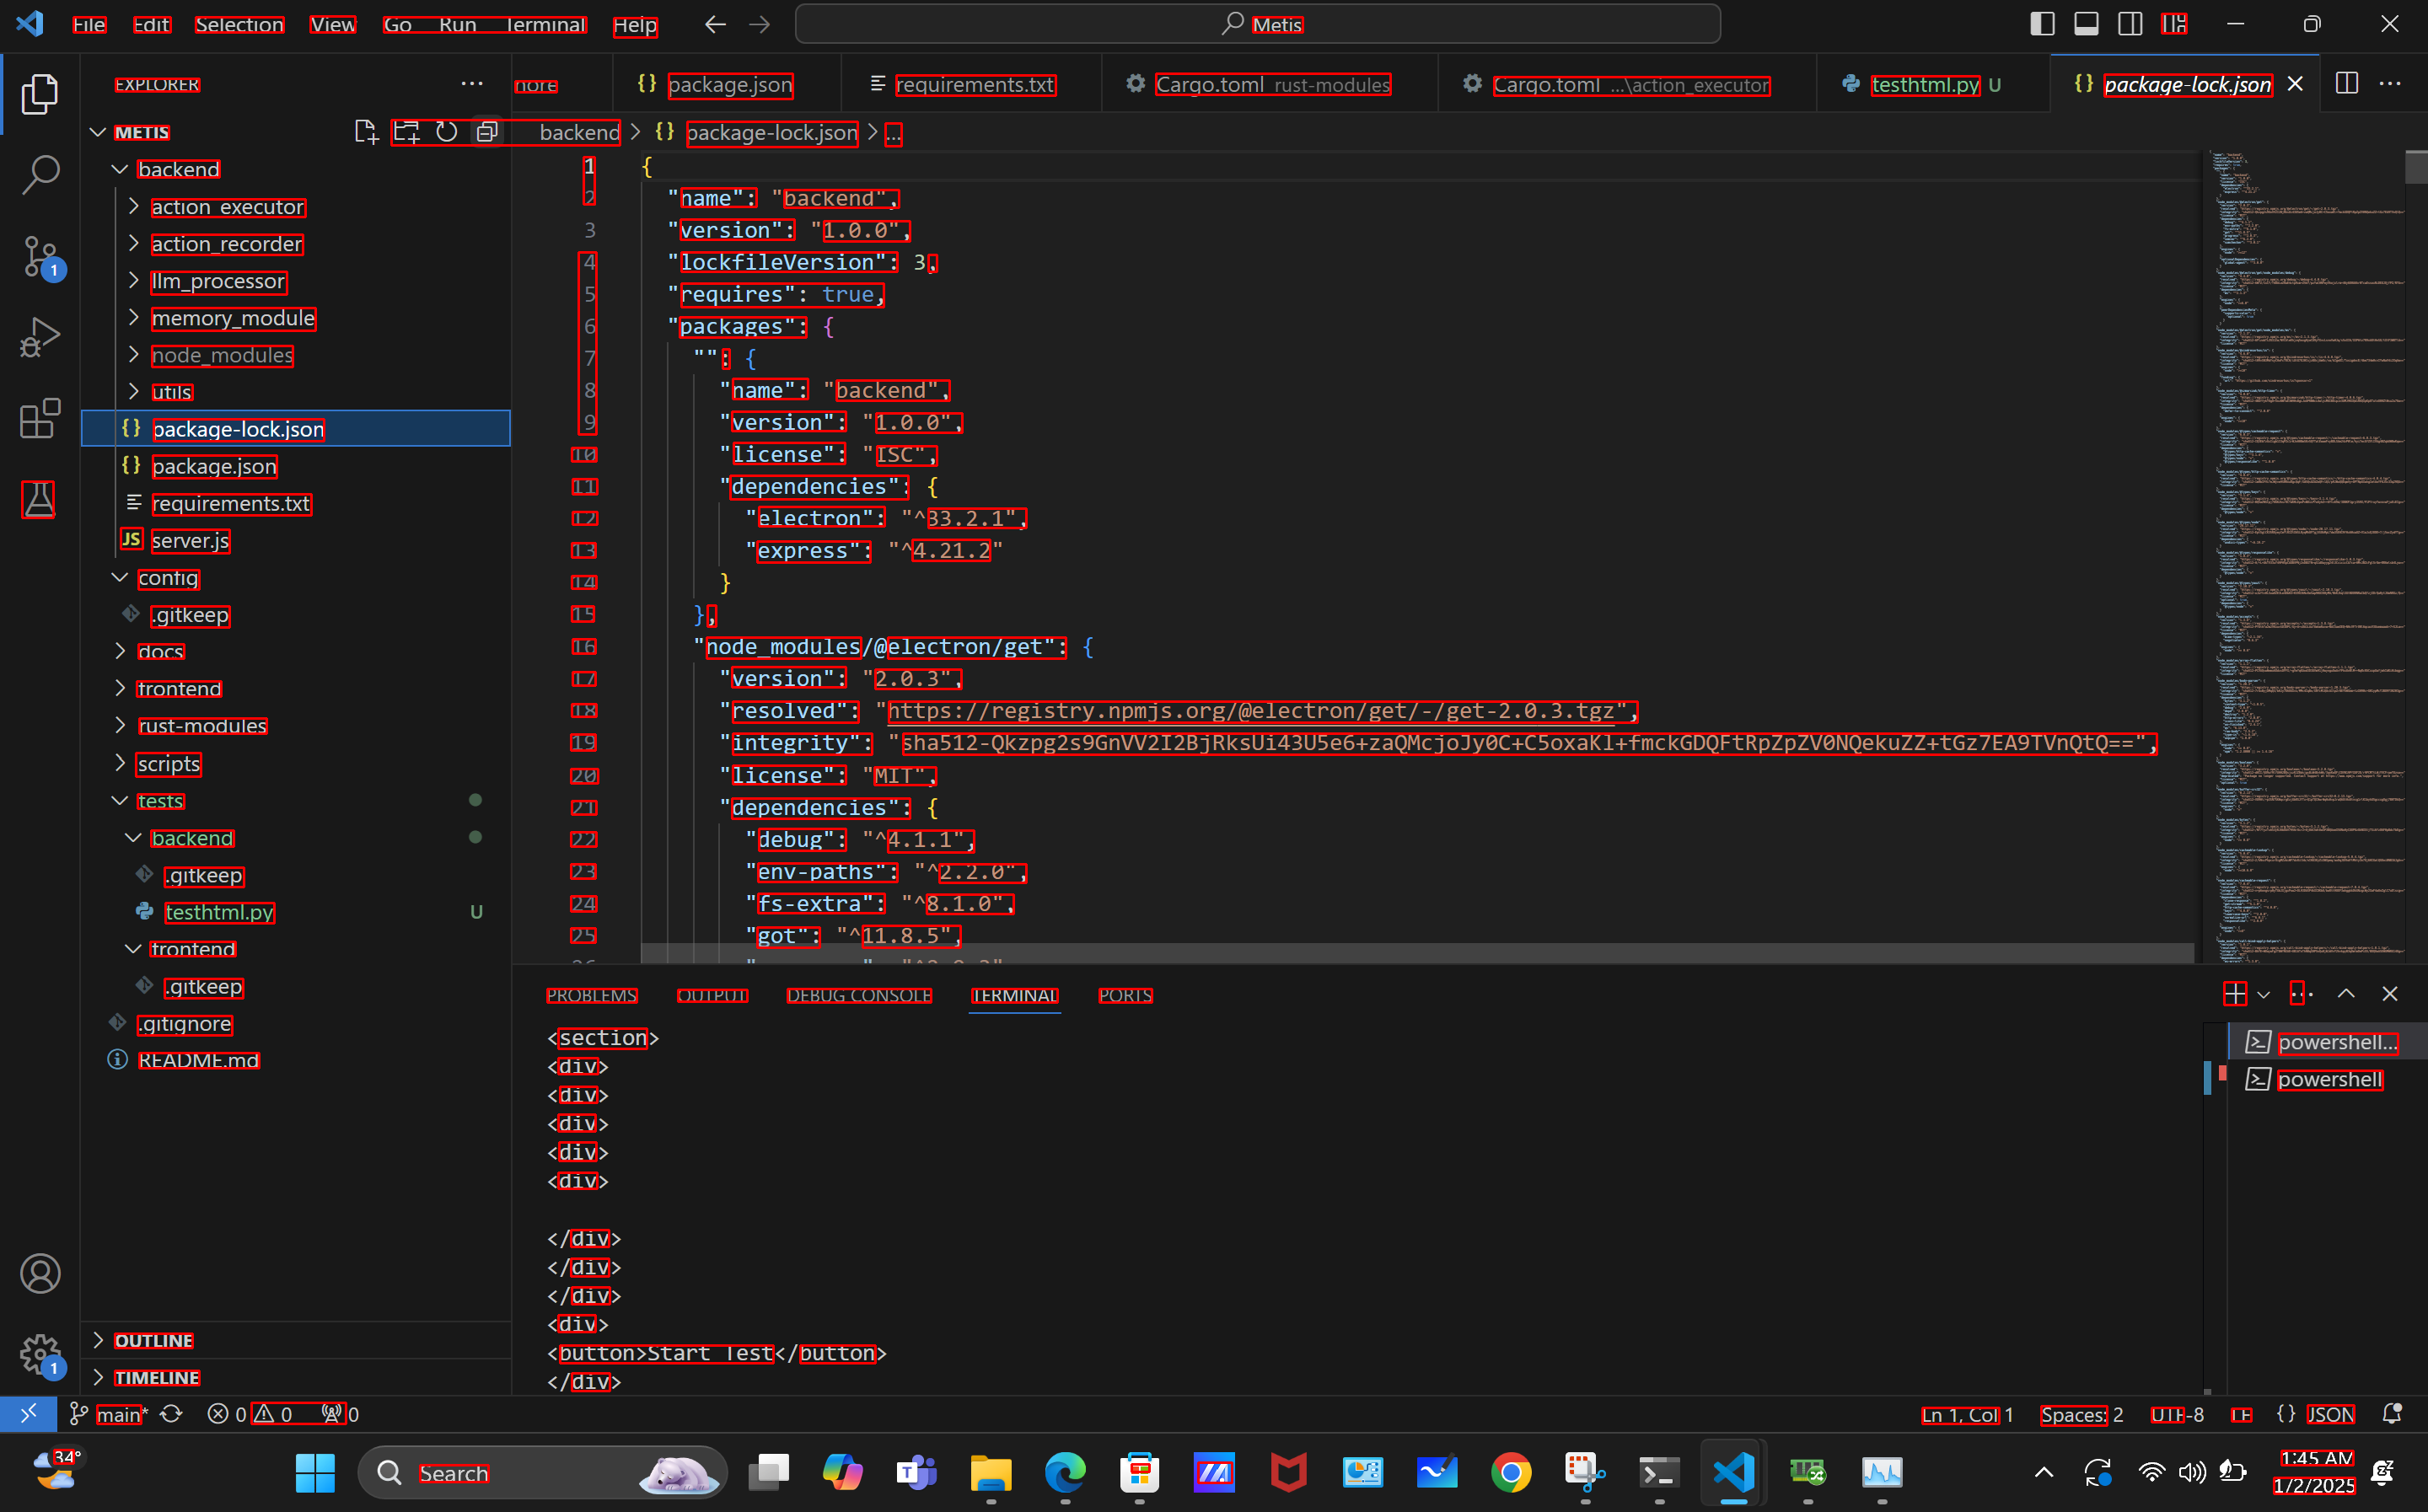 File Edit Selection View Go Run Terminal Help Metis
EXPLORER
nore package.json requirements.txt Cargo.toml rust-modules Cargo.toml ...\action_executor testhtml.py U package-lock.json
METIS
backend > {} package-lock.json > ...
backend
action_executor
action_recorder
llm_processor
memory_module
node_modules
utils
{} package-lock.json
{} package.json
requirements.txt
JS server.js
config
.gitkeep
docs
frontend
rust-modules
scripts
tests
backend
.gitkeep
testhtml.py U
frontend
.gitkeep
.gitignore
README.md
OUTLINE
TIMELINE
1 {
2 "name": "backend",
3 "version": "1.0.0",
4 "lockfileVersion": 3,
5 "requires": true,
6 "packages": {
7 "": {
8 "name": "backend",
9 "version": "1.0.0",
10 "license": "ISC",
11 "dependencies": {
12 "electron": "^33.2.1",
13 "express": "^4.21.2"
14 }
15 },
16 "node_modules/@electron/get": {
17 "version": "2.0.3",
18 "resolved": "https://registry.npmjs.org/@electron/get/-/get-2.0.3.tgz",
19 "integrity": "sha512-Qkzpg2s9GnVV2I2BjRksUi43U5e6+zaQMcjoJy0C+C5oxaKl+fmckGDQFtRpZpZV0NQekuZZ+tGz7EA9TVnQtQ==",
20 "license": "MIT",
21 "dependencies": {
22 "debug": "^4.1.1",
23 "env-paths": "^2.2.0",
24 "fs-extra": "^8.1.0",
25 "got": "^11.8.5",
PROBLEMS OUTPUT DEBUG CONSOLE TERMINAL PORTS
<section>
<div>
<div>
<div>
<div>
<div>
</div>
</div>
</div>
<div>
<button>Start Test</button>
</div>
powershell...
powershell
main* 0 0 0 Ln 1, Col 1 Spaces: 2 UTF-8 LF {} JSON
34° Search 1:45 AM
1/2/2025